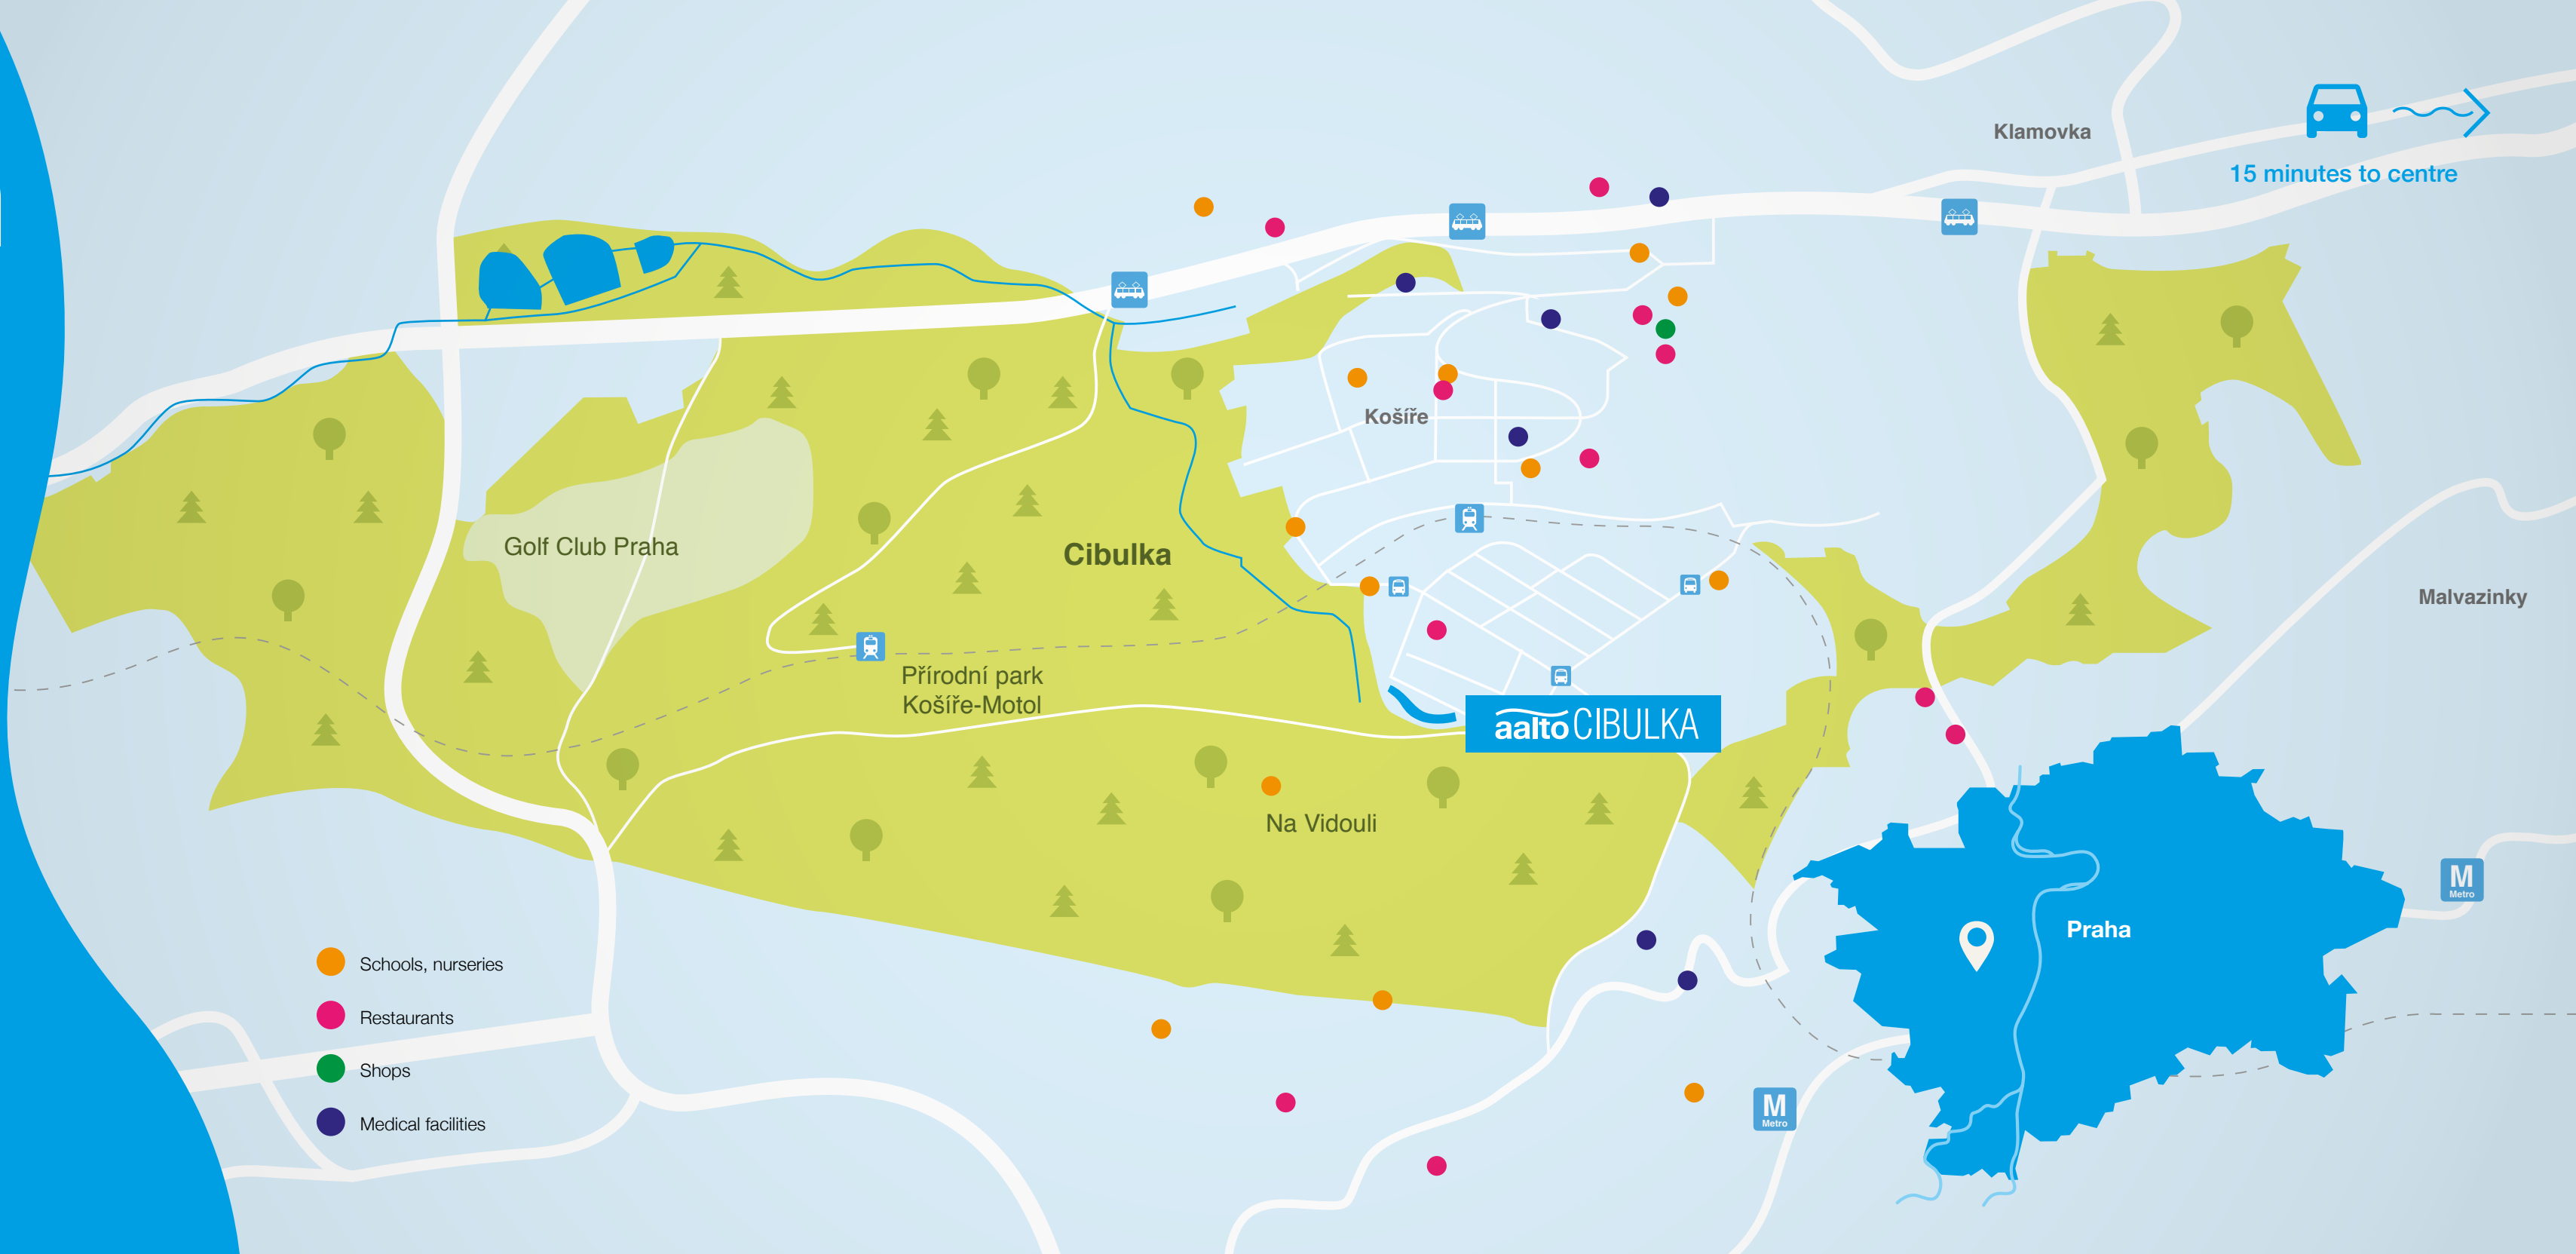 Klamovka
15 minutes to centre
Košíře
Golf Club Praha
Cibulka
Malvazinky
Přírodní park
Košíře-Motol
aalto CIBULKA
Na Vidouli
M
Metro
Praha
Schools, nurseries
Restaurants
Shops
Medical facilities
M
Metro